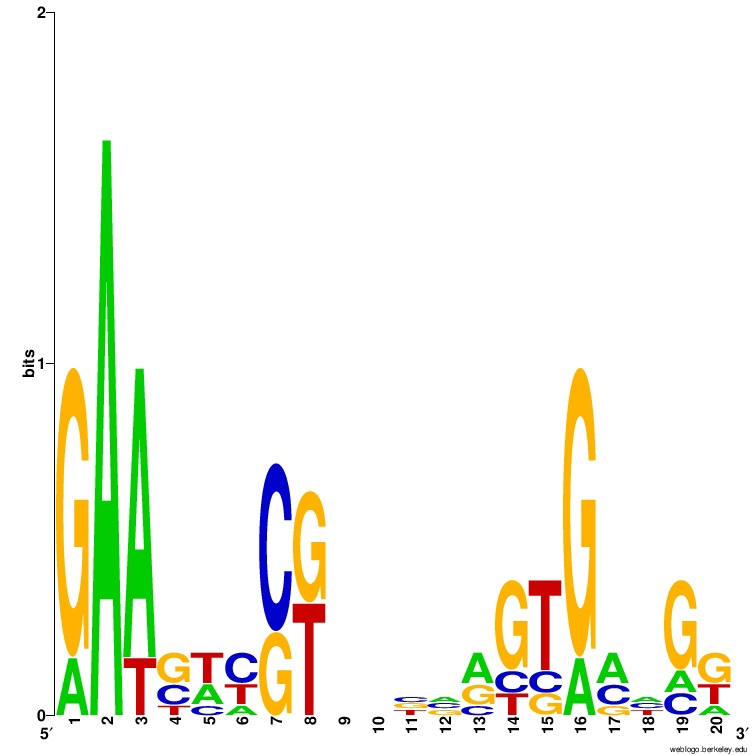 2
bits
1
0
G A A G T C C G C A A G T G A A G G
A T C A T G T G C G C C A C C A T
T C A T G C T G G T C A
5′ 1 2 3 4 5 6 7 8 9 10 11 12 13 14 15 16 17 18 19 20 3′
weblogo.berkeley.edu